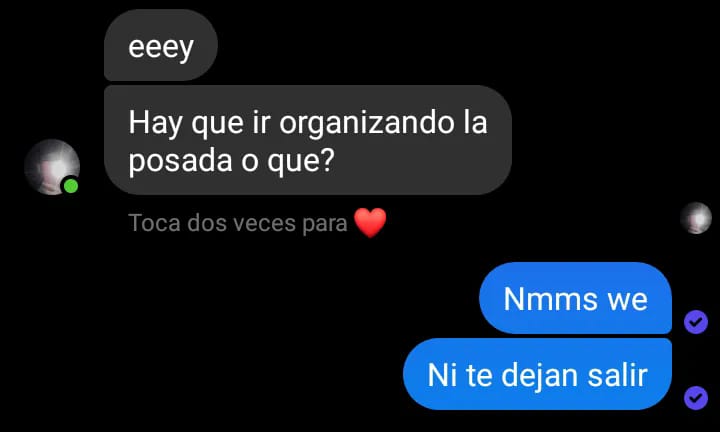 eeey
Hay que ir organizando la
posada o que?
Toca dos veces para ❤️
Nmms we
Ni te dejan salir